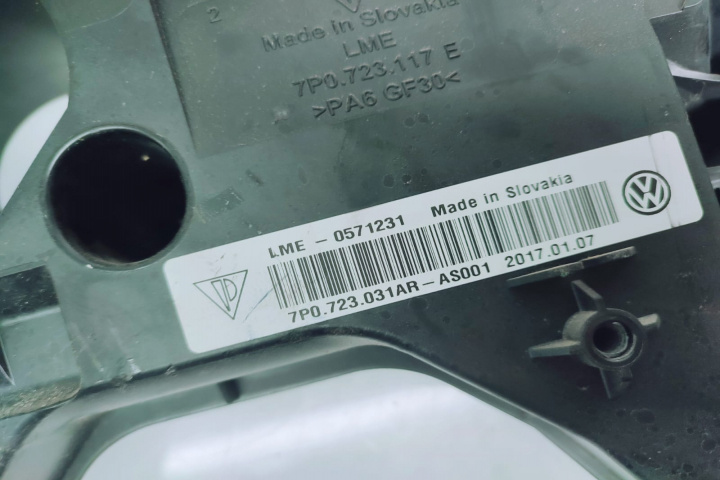 2
Made in Slovakia
LME
7P0.723.117 E
>PA6 GF30<
LME - 0571231 Made in Slovakia
7P0.723.031AR-AS001 2017.01.07